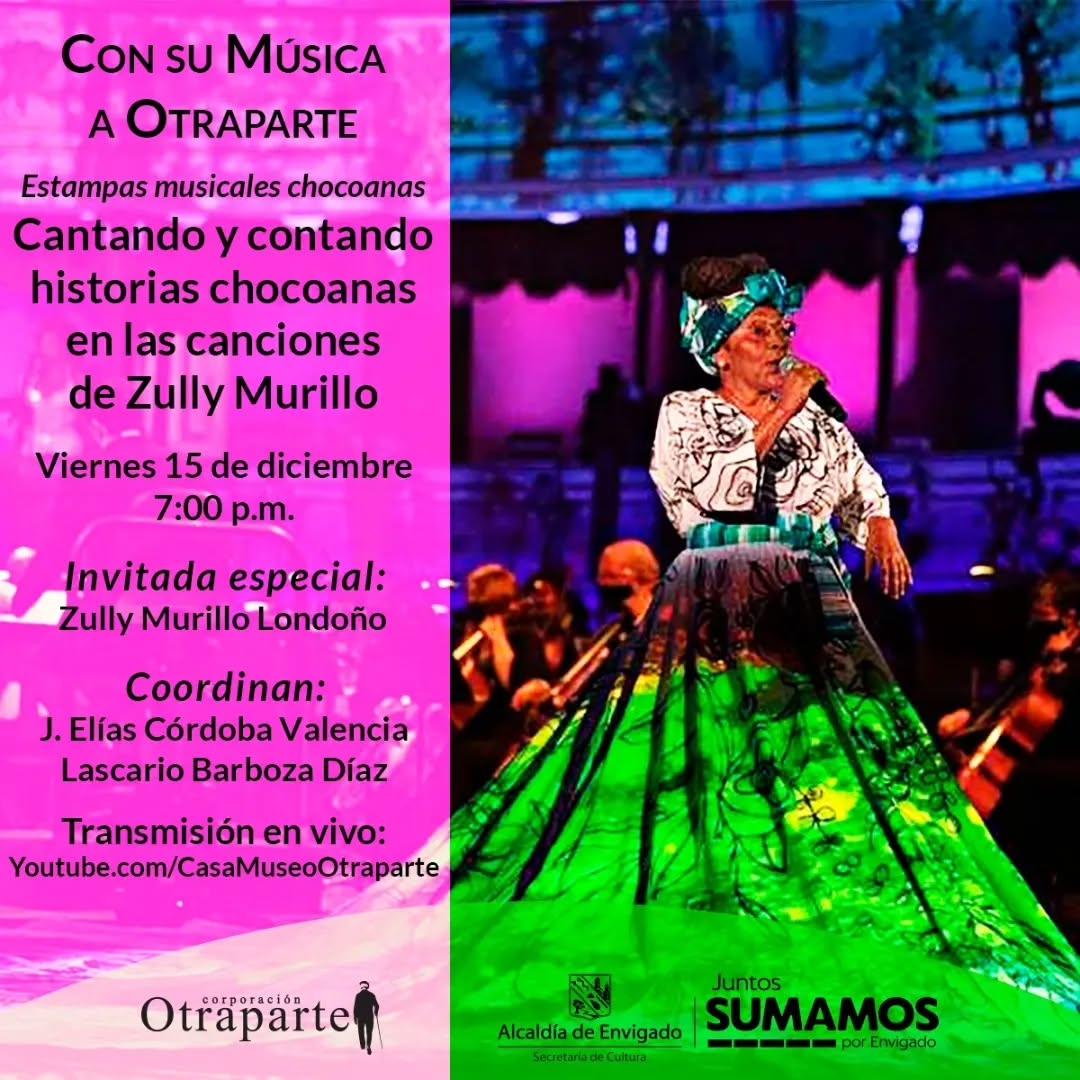 Con su Música
a Otraparte
Estampas musicales chocoanas
Cantando y contando
historias chocoanas
en las canciones
de Zully Murillo
Viernes 15 de diciembre
7:00 p.m.
Invitada especial:
Zully Murillo Londoño
Coordinan:
J. Elías Córdoba Valencia
Lascario Barboza Díaz
Transmisión en vivo:
Youtube.com/CasaMuseoOtraparte
corporación
Otraparte
Alcaldía de Envigado
Secretaría de Cultura
Juntos
SUMAMOS
por Envigado